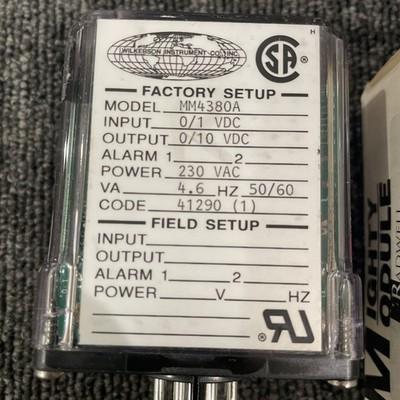 WILKERSON INSTRUMENT CO., INC.
H
FACTORY SETUP
MODEL MM4380A
INPUT 0/1 VDC
OUTPUT 0/10 VDC
ALARM 1 2
POWER 230 VAC
VA 4.6 HZ 50/60
CODE 41290 (1)
FIELD SETUP
INPUT
OUTPUT
ALARM 1 2
POWER V HZ
MIGHTY
MODULE